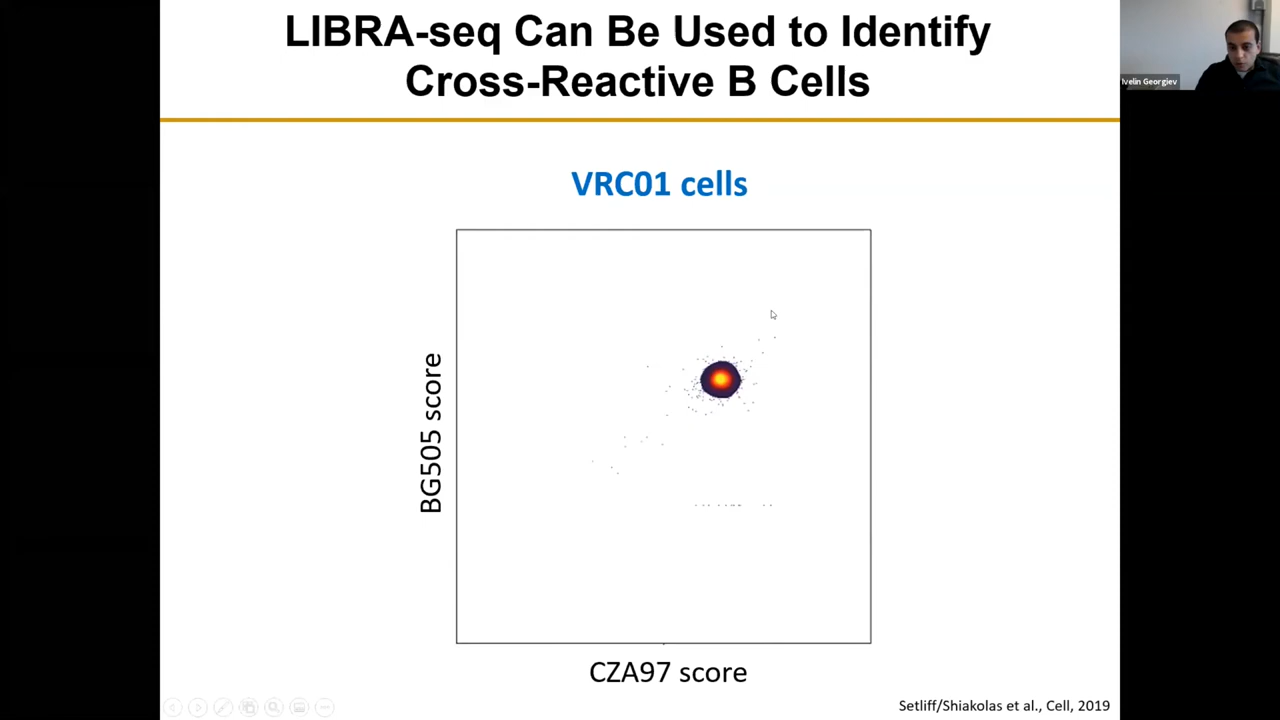 LIBRA-seq Can Be Used to Identify
Cross-Reactive B Cells
Ivelin Georgiev
VRC01 cells
BG505 score
CZA97 score
Setliff/Shiakolas et al., Cell, 2019